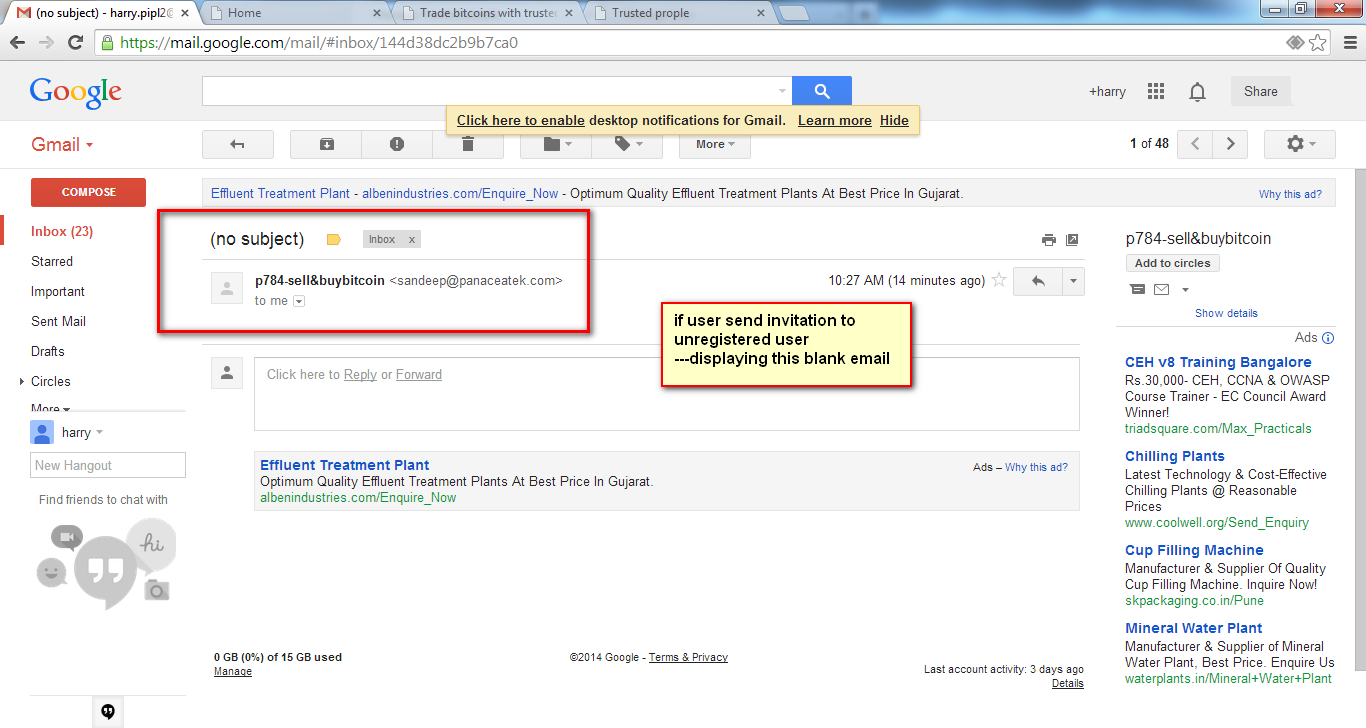 (no subject) - harry.pipl2@
Home
Trade bitcoins with truste
Trusted prople
https://mail.google.com/mail/#inbox/144d38dc2b9b7ca0
Google
+harry
Share
Click here to enable desktop notifications for Gmail. Learn more Hide
Gmail
More
1 of 48
COMPOSE
Effluent Treatment Plant - albenindustries.com/Enquire_Now - Optimum Quality Effluent Treatment Plants At Best Price In Gujarat.
Why this ad?
Inbox (23)
Starred
Important
Sent Mail
Drafts
Circles
More
harry
New Hangout
Find friends to chat with
hi
(no subject)
Inbox x
p784-sell&buybitcoin <sandeep@panaceatek.com>
to me
10:27 AM (14 minutes ago)
if user send invitation to
unregistered user
---displaying this blank email
Click here to Reply or Forward
Effluent Treatment Plant
Optimum Quality Effluent Treatment Plants At Best Price In Gujarat.
albenindustries.com/Enquire_Now
Ads – Why this ad?
p784-sell&buybitcoin
Add to circles
Show details
Ads
CEH v8 Training Bangalore
Rs.30,000- CEH, CCNA & OWASP
Course Trainer - EC Council Award
Winner!
triadsquare.com/Max_Practicals
Chilling Plants
Latest Technology & Cost-Effective
Chilling Plants @ Reasonable
Prices
www.coolwell.org/Send_Enquiry
Cup Filling Machine
Manufacturer & Supplier Of Quality
Cup Filling Machine. Inquire Now!
skpackaging.co.in/Pune
Mineral Water Plant
Manufacturer & Supplier of Mineral
Water Plant, Best Price. Enquire Us
waterplants.in/Mineral+Water+Plant
0 GB (0%) of 15 GB used
Manage
©2014 Google - Terms & Privacy
Last account activity: 3 days ago
Details